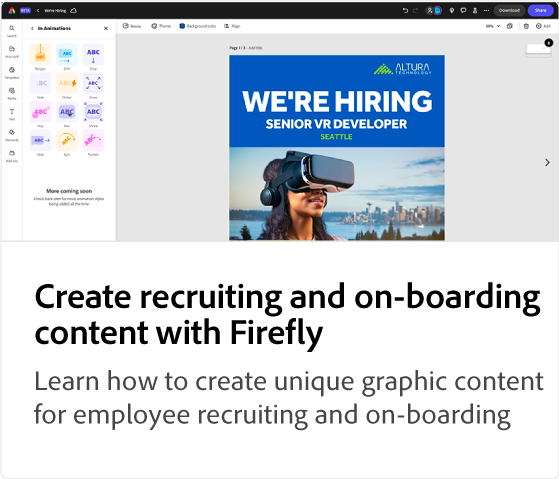 BETA
We're Hiring
Download
Share
In Animations
Resize
Theme
Background color
Align
39%
Add
Search
Your stuff
Templates
Media
Text
Elements
Add-ons
Bungee
Drift
Drop
Fade
Flicker
Grow
Pop
Rise
Shrink
Slide
Spin
Tumble
More coming soon
Check back later for more animation styles
being added all the time
Page 1 / 3 - Add title
ALTURA
TECHNOLOGY
WE'RE HIRING
SENIOR VR DEVELOPER
SEATTLE
Create recruiting and on-boarding
content with Firefly
Learn how to create unique graphic content
for employee recruiting and on-boarding